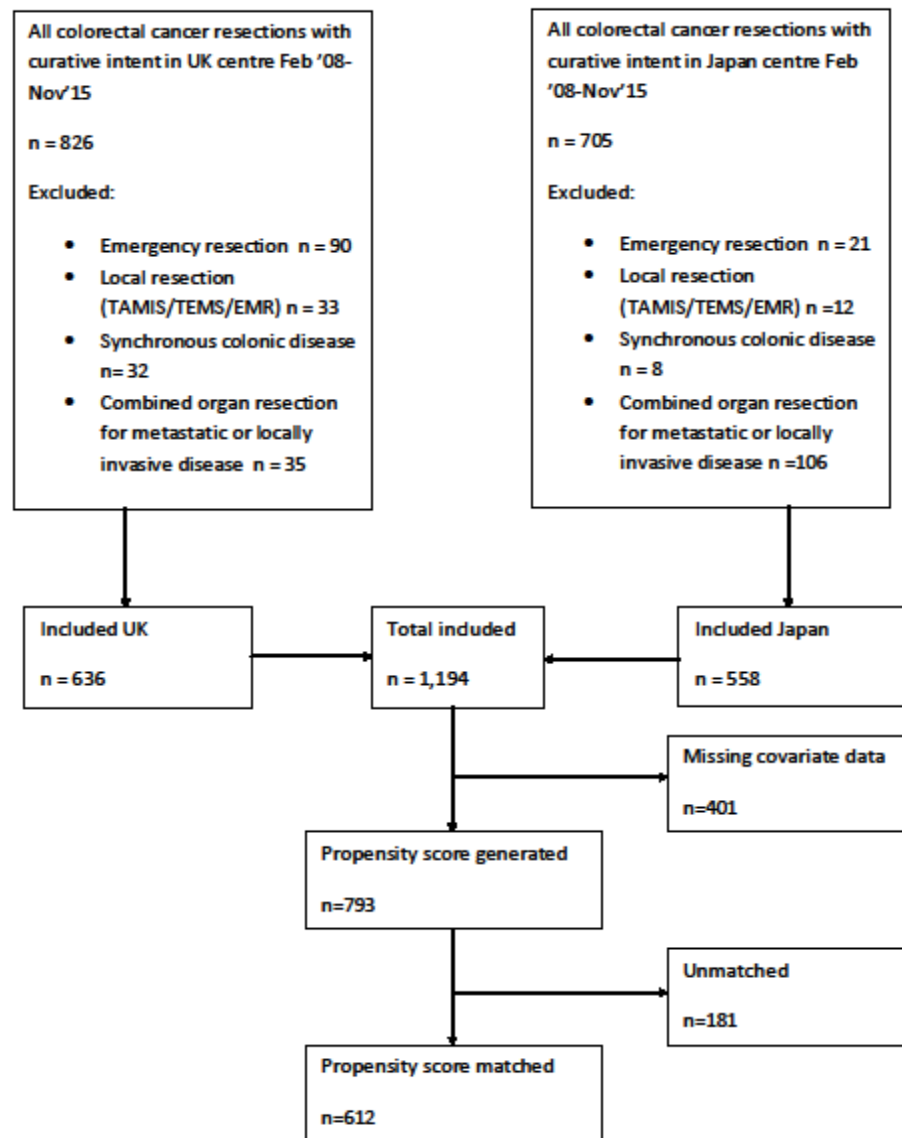 All colorectal cancer resections with
curative intent in UK centre Feb ’08-
Nov’15
n = 826
Excluded:
• Emergency resection n = 90
• Local resection
(TAMIS/TEMS/EMR) n = 33
• Synchronous colonic disease
n= 32
• Combined organ resection
for metastatic or locally
invasive disease n = 35
All colorectal cancer resections with
curative intent in Japan centre Feb
’08-Nov’15
n = 705
Excluded:
• Emergency resection n = 21
• Local resection
(TAMIS/TEMS/EMR) n =12
• Synchronous colonic disease
n = 8
• Combined organ resection
for metastatic or locally
invasive disease n =106
Included UK
n = 636
Total included
n = 1,194
Included Japan
n = 558
Missing covariate data
n=401
Propensity score generated
n=793
Unmatched
n=181
Propensity score matched
n=612